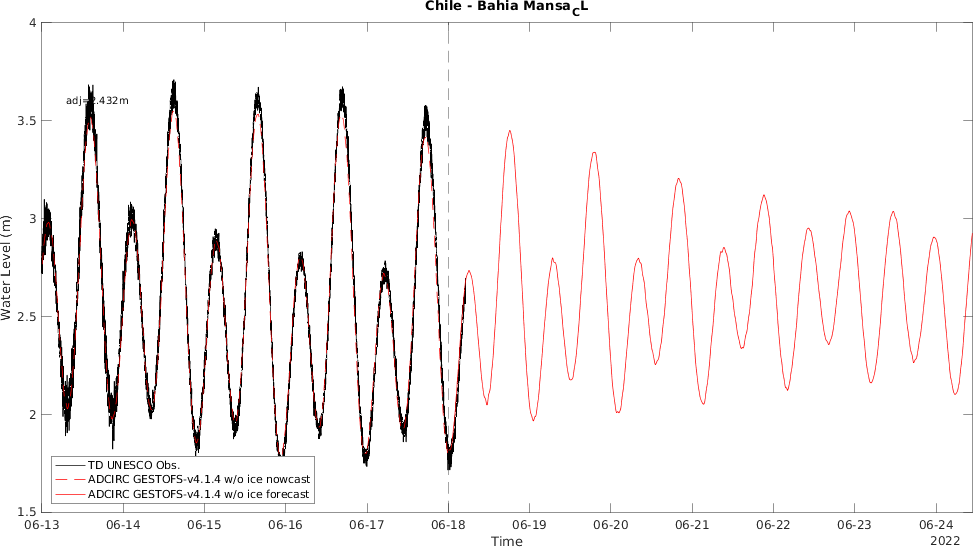 Chile - Bahia Mansa_CL
4
adj=2.432m
3.5
3
Water Level (m)
2.5
2
TD UNESCO Obs.
ADCIRC GESTOFS-v4.1.4 w/o ice nowcast
ADCIRC GESTOFS-v4.1.4 w/o ice forecast
1.5
06-13 06-14 06-15 06-16 06-17 06-18 06-19 06-20 06-21 06-22 06-23 06-24
Time 2022